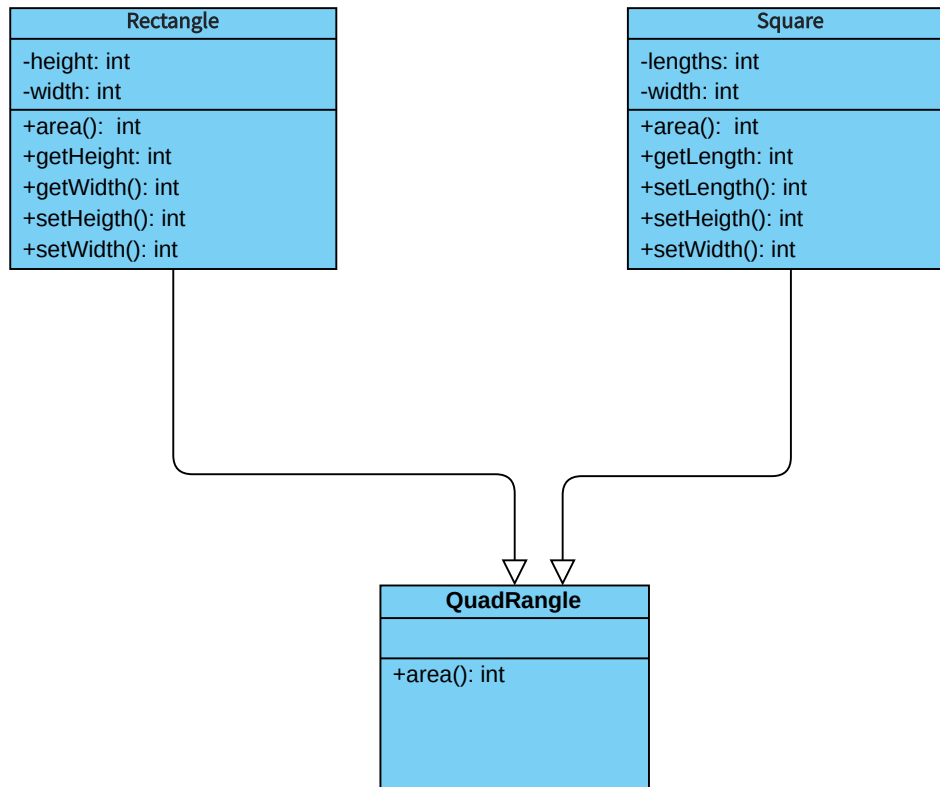 Rectangle
-height: int
-width: int
+area():  int
+getHeight: int
+getWidth(): int
+setHeigth(): int
+setWidth(): int
Square
-lengths: int
-width: int
+area():  int
+getLength: int
+setLength(): int
+setHeigth(): int
+setWidth(): int
QuadRangle
+area(): int